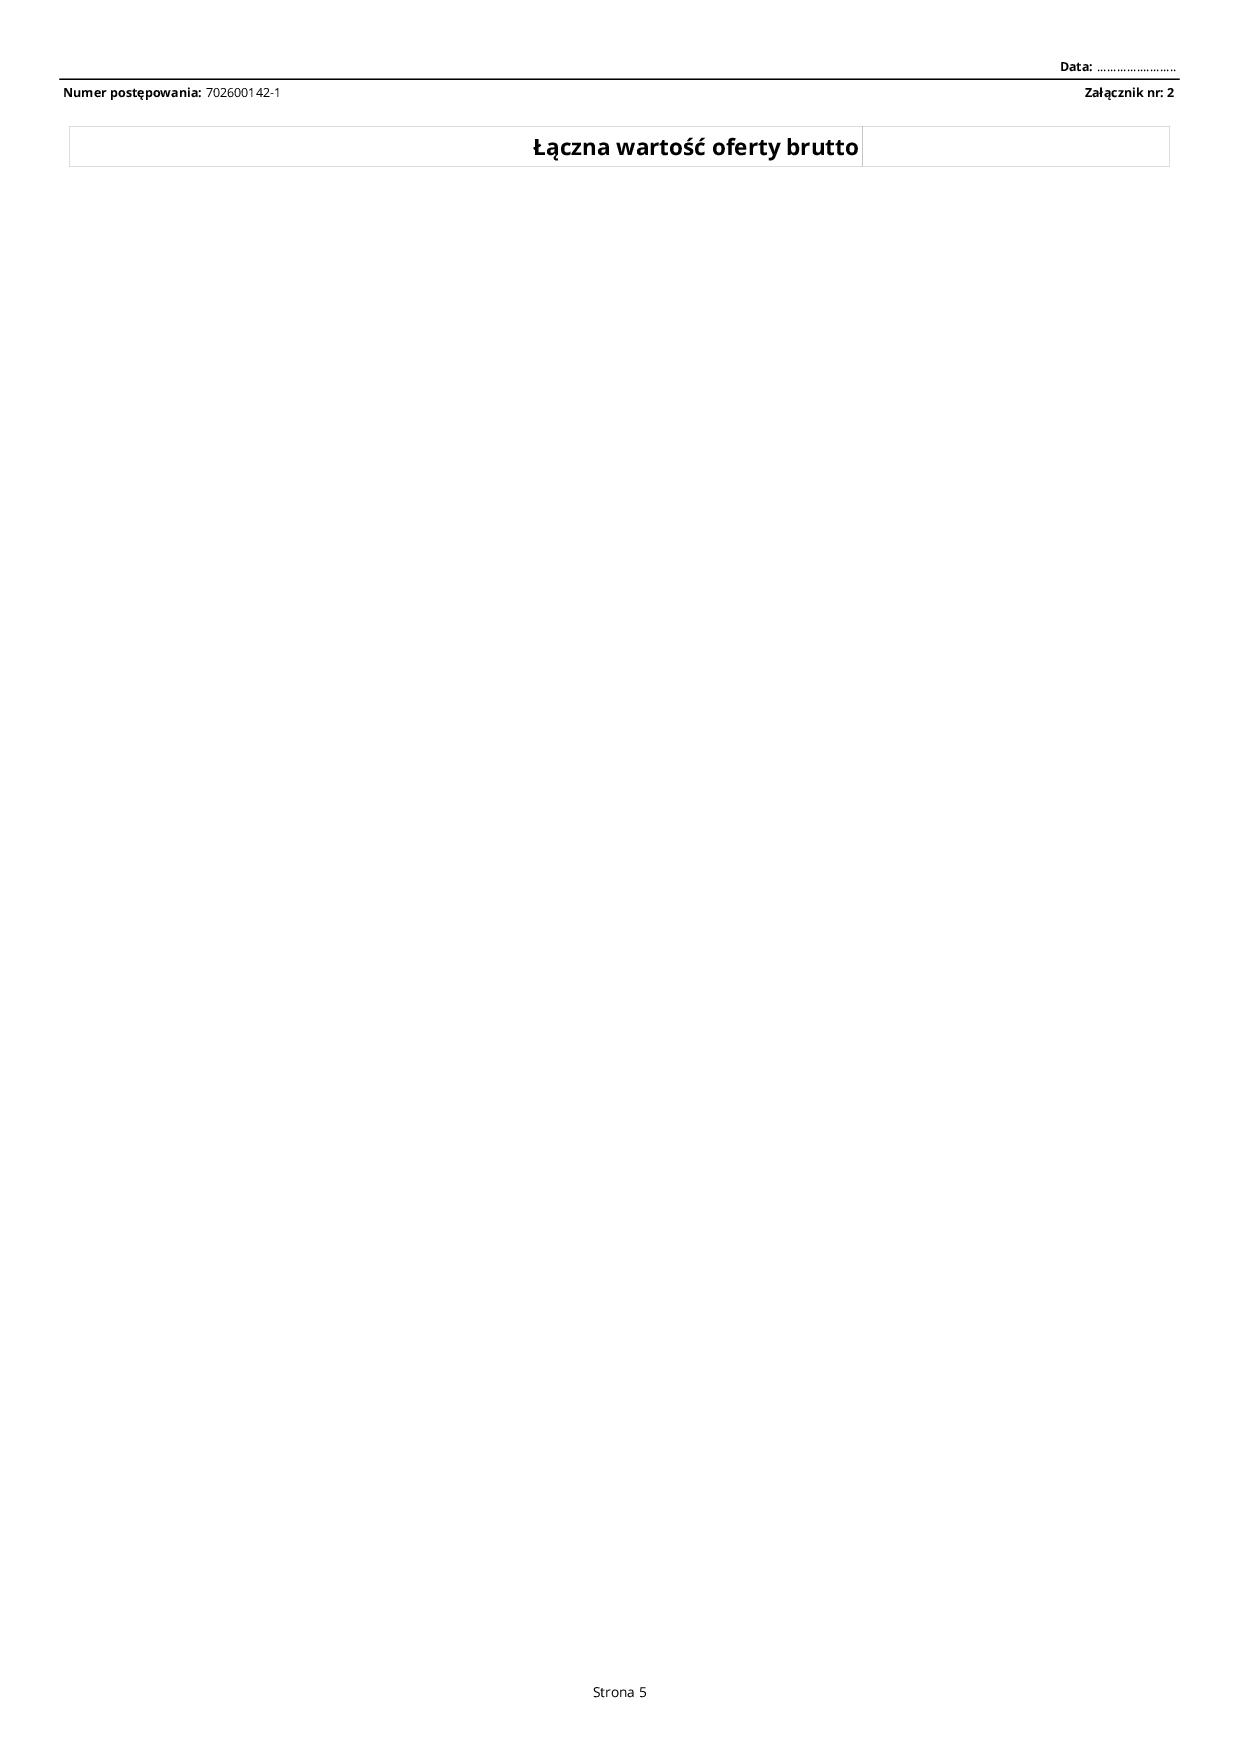 Data: ........................
Numer postępowania: 702600142-1 Załącznik nr: 2
Łączna wartość oferty brutto
Strona 5